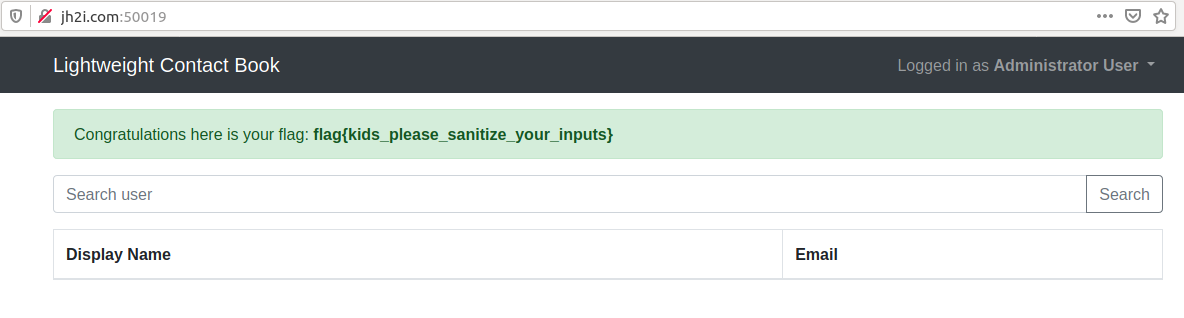 jh2i.com:50019
Lightweight Contact Book Logged in as Administrator User
Congratulations here is your flag: flag{kids_please_sanitize_your_inputs}
Search user Search
Display Name Email